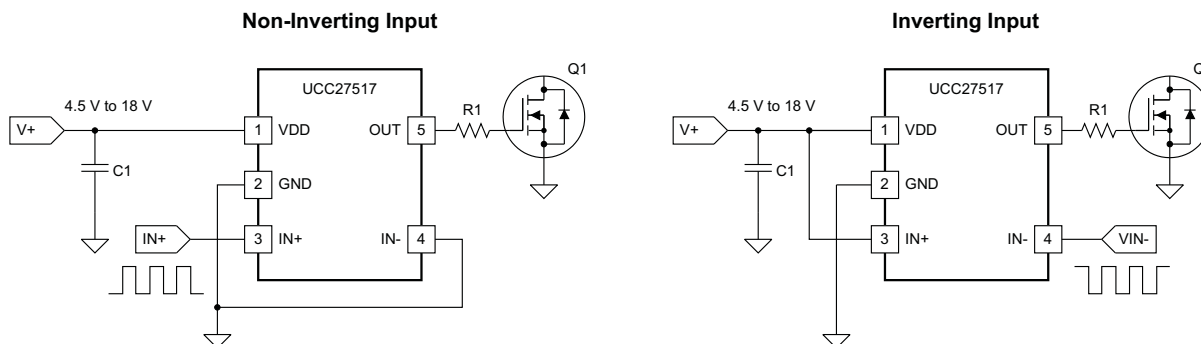 Non-Inverting Input
UCC27517
4.5 V to 18 V
V+
C1
1 VDD
2 GND
3 IN+
IN+
OUT 5
IN- 4
R1
Q1
Inverting Input
UCC27517
4.5 V to 18 V
V+
C1
1 VDD
2 GND
3 IN+
OUT 5
IN- 4
VIN-
R1
Q